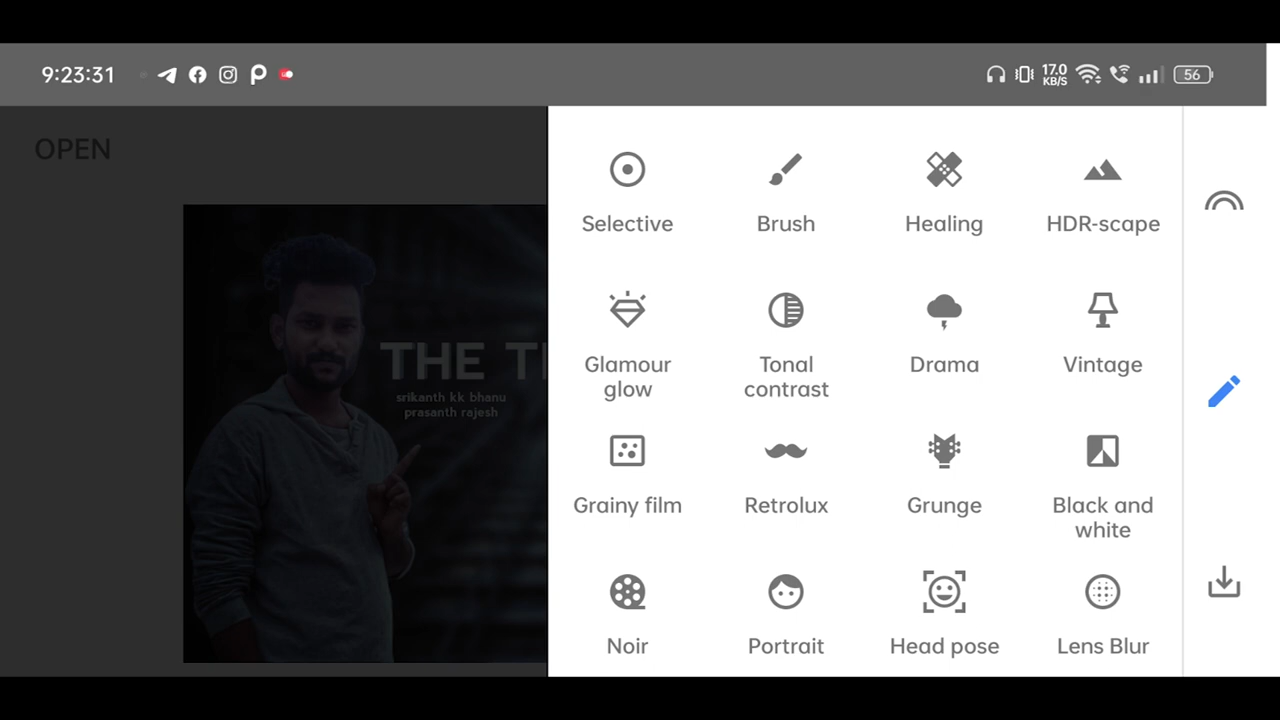 9:23:31
17.0
KB/S
56
OPEN
Selective
Brush
Healing
HDR-scape
Glamour
glow
Tonal
contrast
Drama
Vintage
THE T
srikanth kk bhanu
prasanth rajesh
Grainy film
Retrolux
Grunge
Black and
white
Noir
Portrait
Head pose
Lens Blur